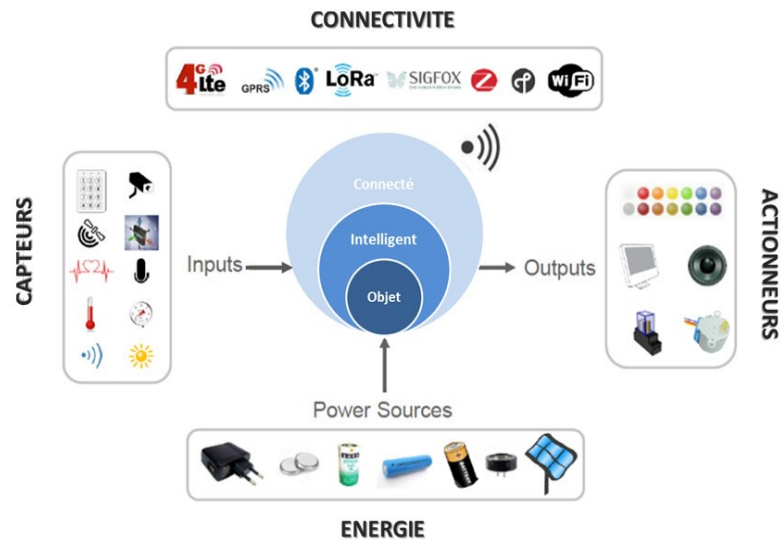 CONNECTIVITE
4G lte
GPRS
LoRa
SIGFOX
WiFi
CAPTEURS
Inputs
Connecté
Intelligent
Objet
Outputs
ACTIONNEURS
Power Sources
ENERGIE